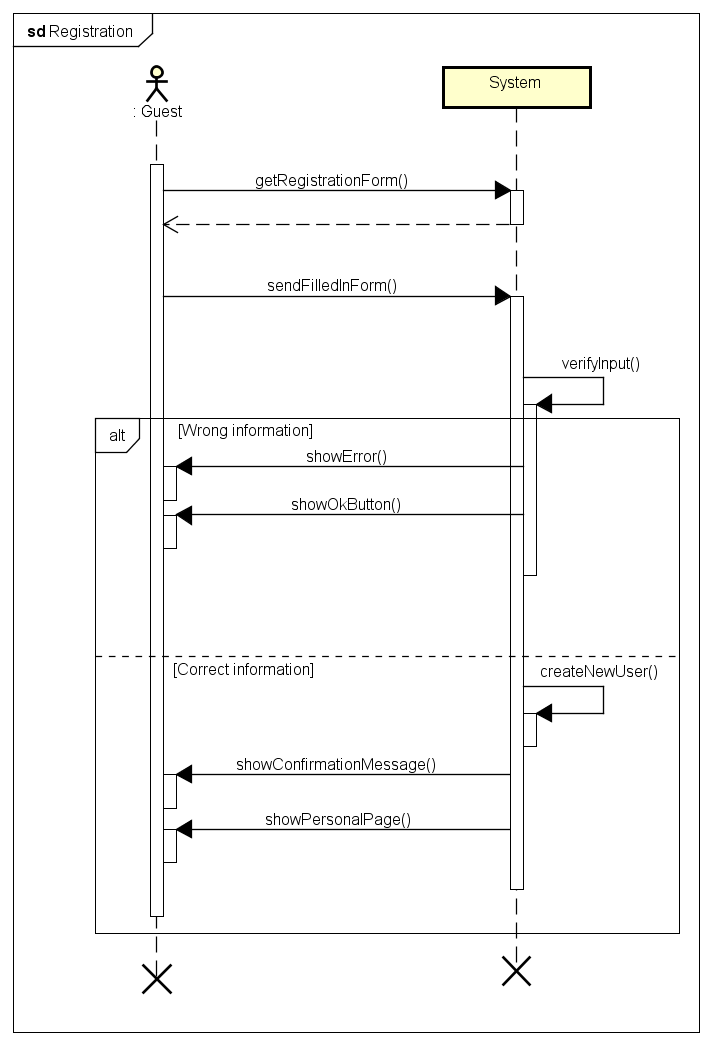 sd Registration
: Guest
System
getRegistrationForm()
sendFilledInForm()
verifyInput()
alt
[Wrong information]
showError()
showOkButton()
[Correct information]
createNewUser()
showConfirmationMessage()
showPersonalPage()